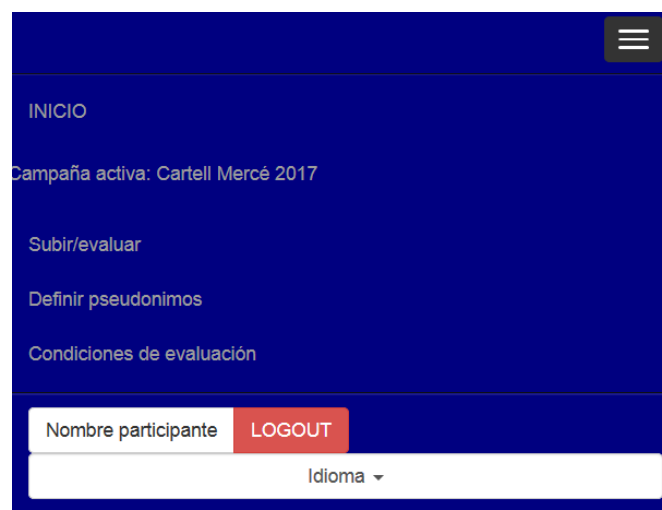 INICIO
Campaña activa: Cartell Mercé 2017
Subir/evaluar
Definir pseudonimos
Condiciones de evaluación
Nombre participante LOGOUT
Idioma